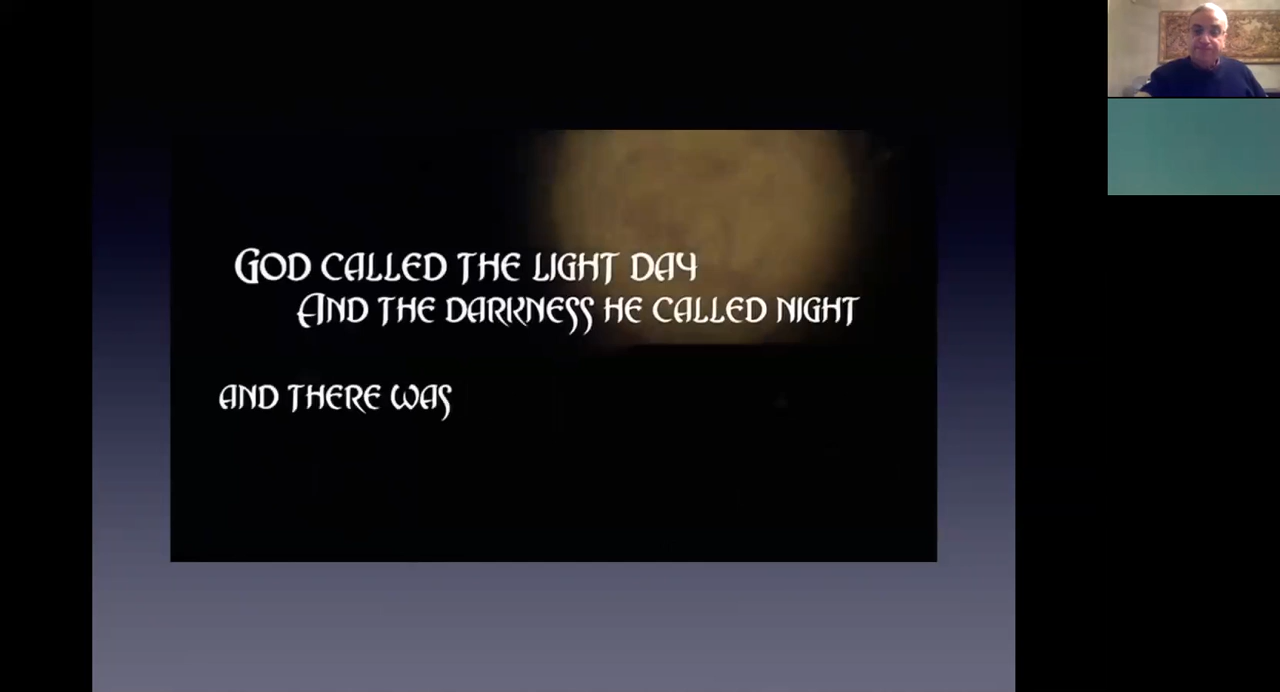 God called the light day
And the darkness he called night
and there was